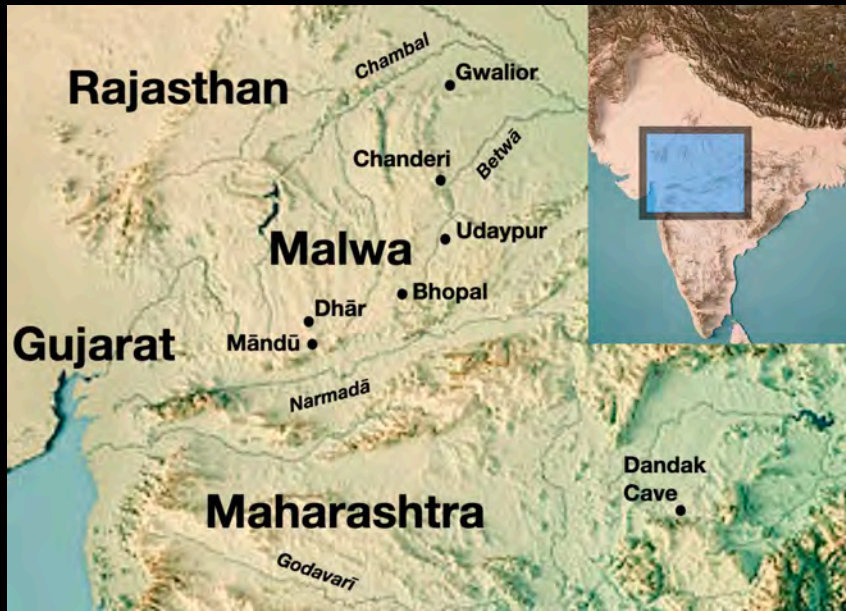 Chambal
Gwalior
Rajasthan
Chanderi
Betwā
Udaypur
Malwa
Bhopal
Dhār
Gujarat
Māndū
Narmadā
Dandak
Cave
Maharashtra
Godavarī